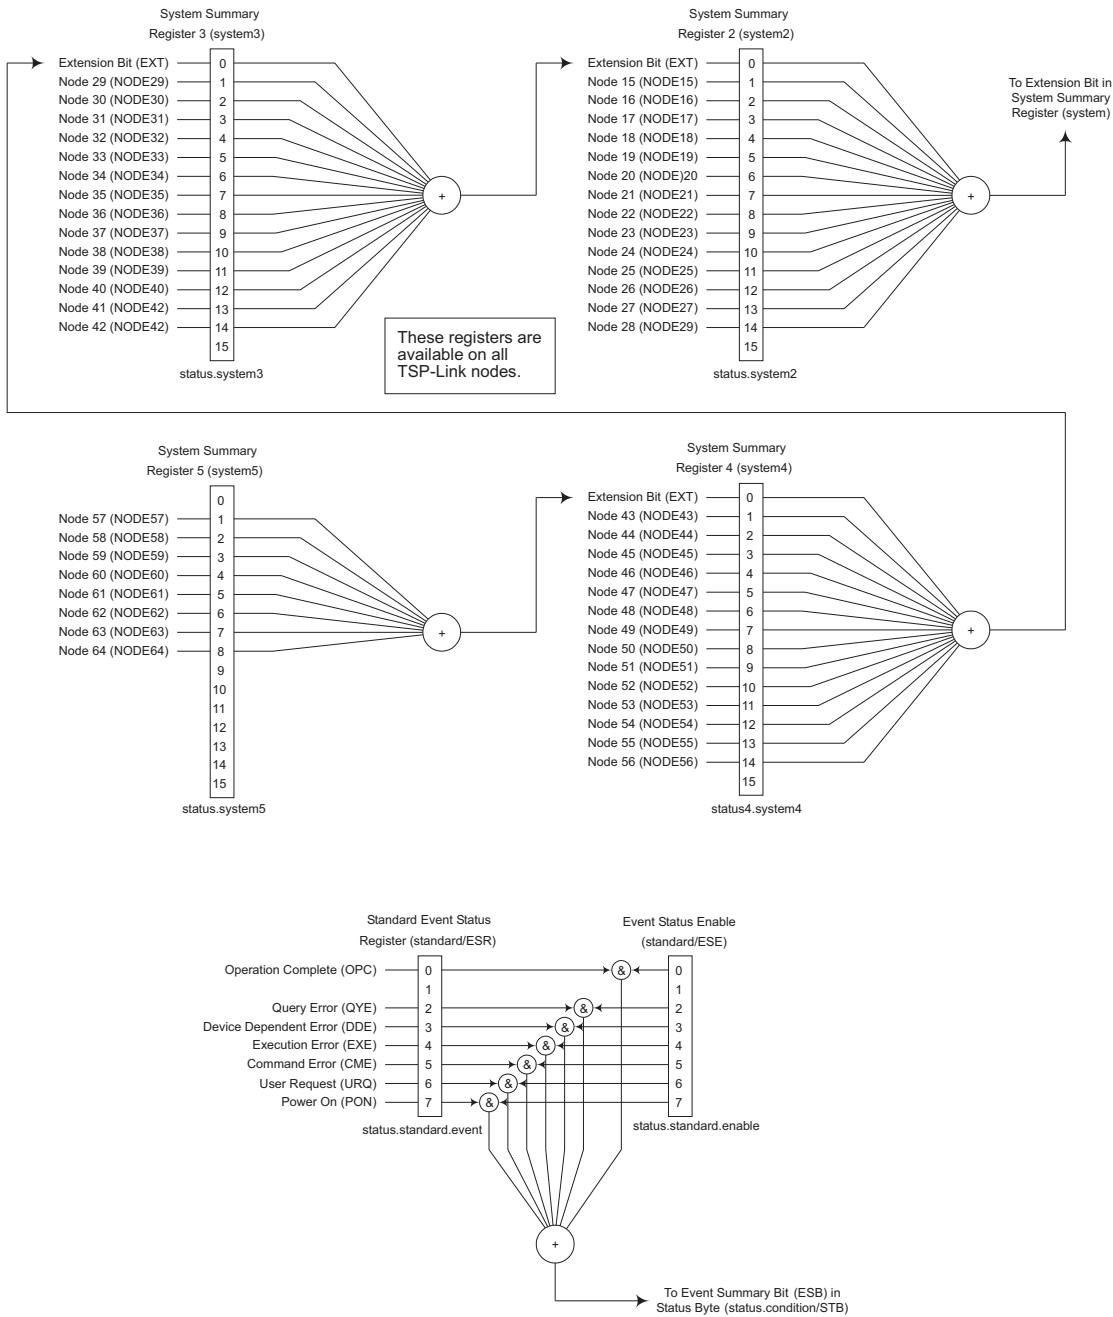 System Summary
Register 3 (system3)
Extension Bit (EXT) 0
Node 29 (NODE29) 1
Node 30 (NODE30) 2
Node 31 (NODE31) 3
Node 32 (NODE32) 4
Node 33 (NODE33) 5
Node 34 (NODE34) 6
Node 35 (NODE35) 7
Node 36 (NODE36) 8
Node 37 (NODE37) 9
Node 38 (NODE38) 10
Node 39 (NODE39) 11
Node 40 (NODE40) 12
Node 41 (NODE42) 13
Node 42 (NODE42) 14
15
status.system3
+
System Summary
Register 2 (system2)
Extension Bit (EXT) 0
Node 15 (NODE15) 1
Node 16 (NODE16) 2
Node 17 (NODE17) 3
Node 18 (NODE18) 4
Node 19 (NODE19) 5
Node 20 (NODE)20 6
Node 21 (NODE21) 7
Node 22 (NODE22) 8
Node 23 (NODE23) 9
Node 24 (NODE24) 10
Node 25 (NODE25) 11
Node 26 (NODE26) 12
Node 27 (NODE27) 13
Node 28 (NODE29) 14
15
status.system2
+
To Extension Bit in
System Summary
Register (system)
These registers are
available on all
TSP-Link nodes.
System Summary
Register 5 (system5)
0
Node 57 (NODE57) 1
Node 58 (NODE58) 2
Node 59 (NODE59) 3
Node 60 (NODE60) 4
Node 61 (NODE61) 5
Node 62 (NODE62) 6
Node 63 (NODE63) 7
Node 64 (NODE64) 8
9
10
11
12
13
14
15
status.system5
+
System Summary
Register 4 (system4)
Extension Bit (EXT) 0
Node 43 (NODE43) 1
Node 44 (NODE44) 2
Node 45 (NODE45) 3
Node 46 (NODE46) 4
Node 47 (NODE47) 5
Node 48 (NODE48) 6
Node 49 (NODE49) 7
Node 50 (NODE50) 8
Node 51 (NODE51) 9
Node 52 (NODE52) 10
Node 53 (NODE53) 11
Node 54 (NODE54) 12
Node 55 (NODE55) 13
Node 56 (NODE56) 14
15
status4.system4
+
Standard Event Status
Register (standard/ESR)
Event Status Enable
(standard/ESE)
Operation Complete (OPC) 0 & 0
1 1
Query Error (QYE) 2 & 2
Device Dependent Error (DDE) 3 & 3
Execution Error (EXE) 4 & 4
Command Error (CME) 5 & 5
User Request (URQ) 6 & 6
Power On (PON) 7 & 7
status.standard.event
status.standard.enable
+
To Event Summary Bit (ESB) in
Status Byte (status.condition/STB)